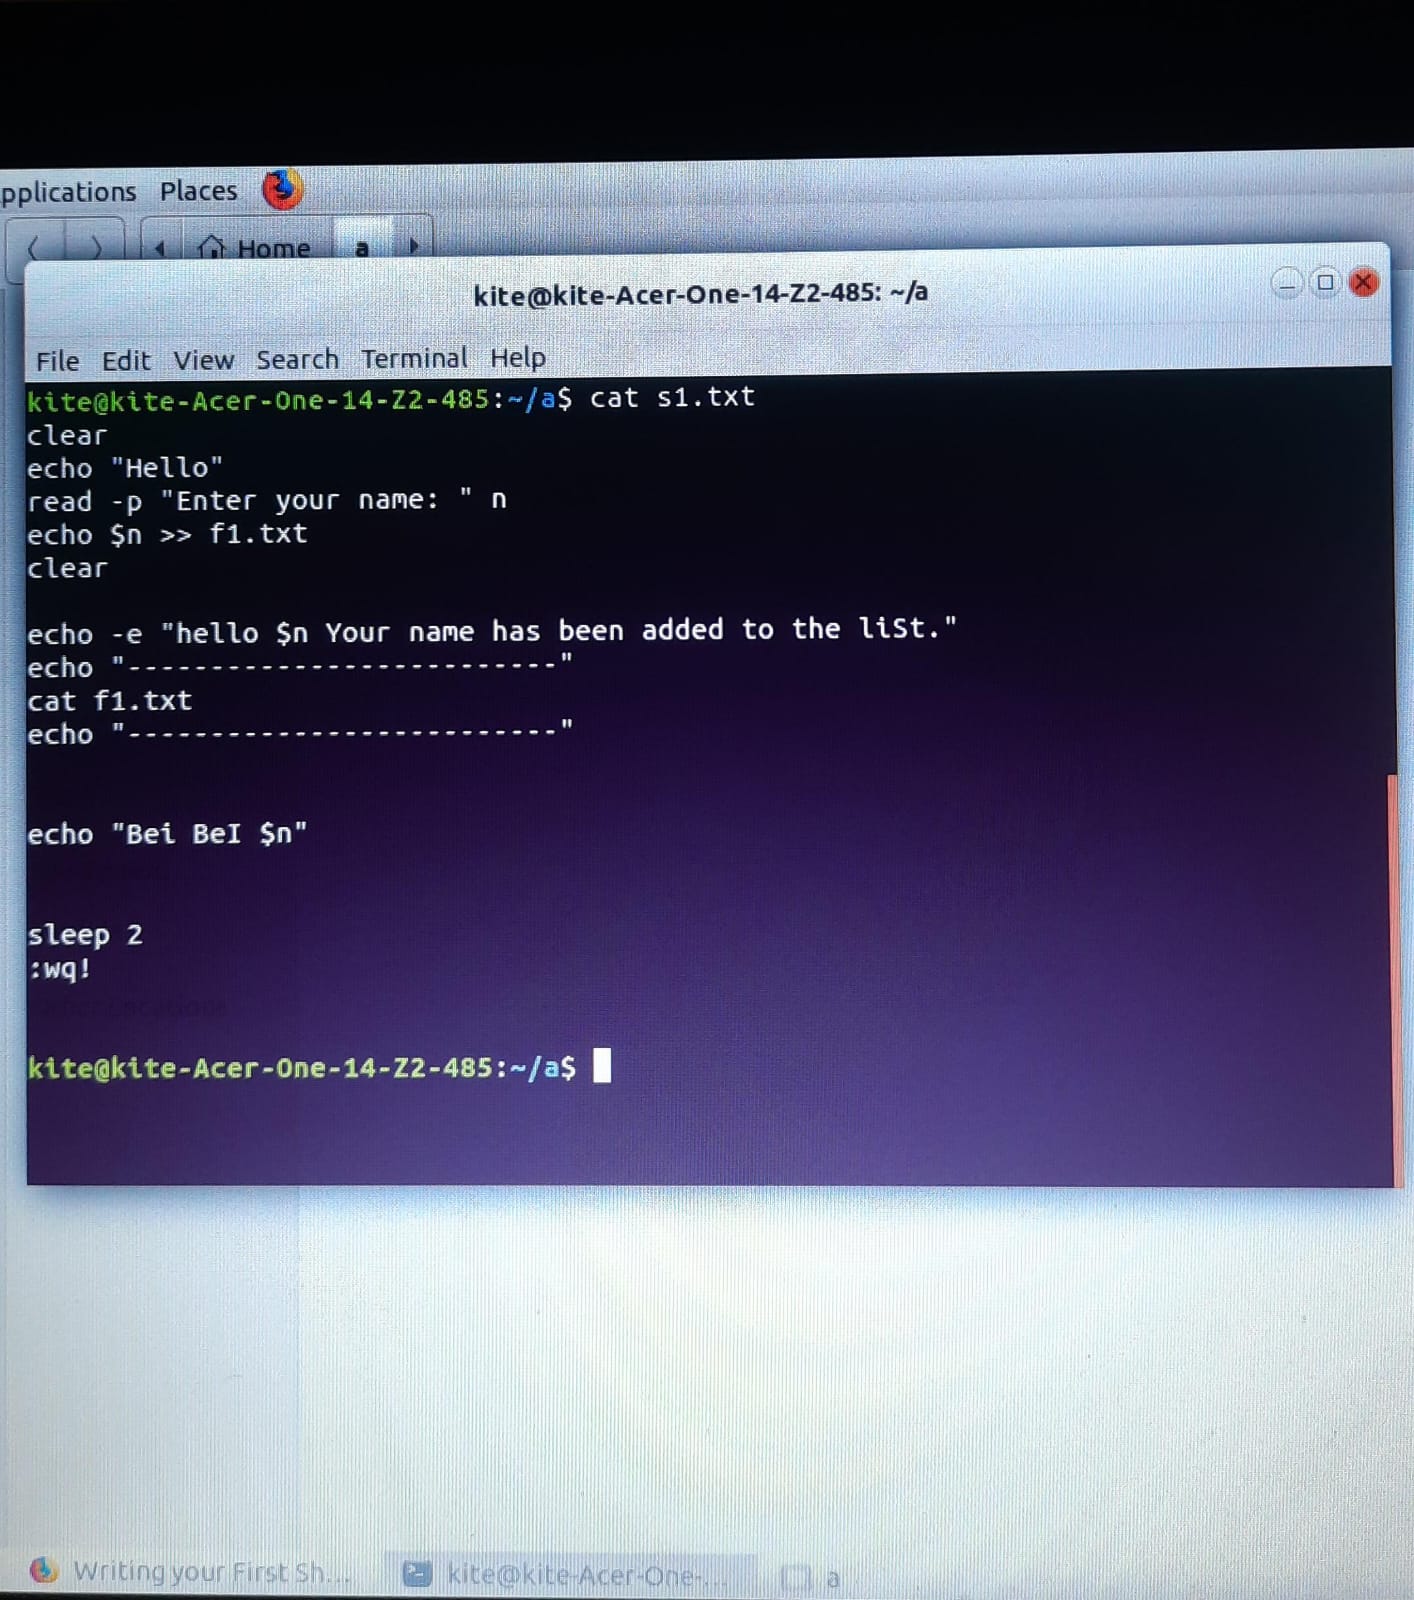 pplications Places
Home a
kite@kite-Acer-One-14-Z2-485: ~/a
File Edit View Search Terminal Help
kite@kite-Acer-One-14-Z2-485:~/a$ cat s1.txt
clear
echo "Hello"
read -p "Enter your name: " n
echo $n >> f1.txt
clear
echo -e "hello $n Your name has been added to the liSt."
echo "--------------------------"
cat f1.txt
echo "--------------------------"
echo "Bei BeI $n"
sleep 2
:wq!
kite@kite-Acer-One-14-Z2-485:~/a$
Writing your First Sh... kite@kite-Acer-One-... a